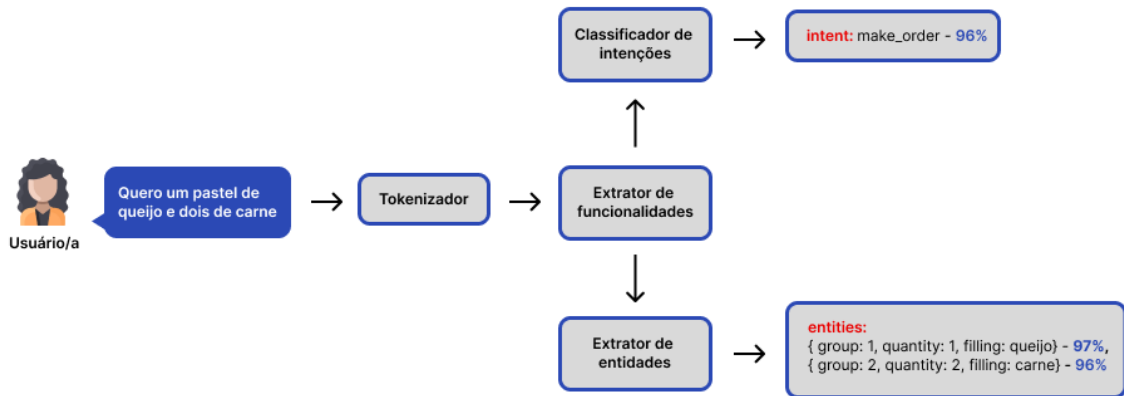 Classificador de
intenções
intent: make_order - 96%
Quero um pastel de
queijo e dois de carne
Usuário/a
Tokenizador
Extrator de
funcionalidades
Extrator de
entidades
entities:
{ group: 1, quantity: 1, filling: queijo} - 97%,
{ group: 2, quantity: 2, filling: carne} - 96%